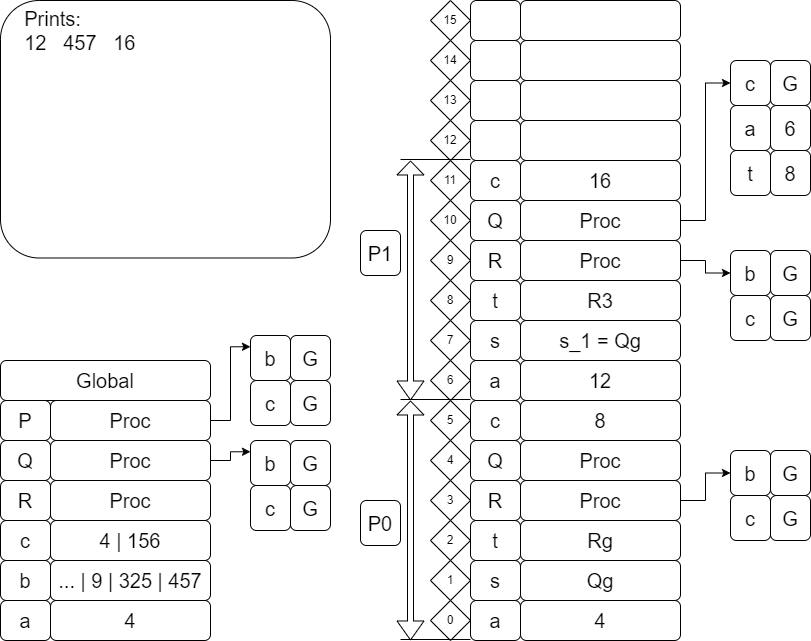 Prints:
12 457 16
15
14
13
12
11 c 16
10 Q Proc
9 R Proc
8 t R3
7 s s_1 = Qg
6 a 12
5 c 8
4 Q Proc
3 R Proc
2 t Rg
1 s Qg
0 a 4
P1
P0
c G
a 6
t 8
b G
c G
b G
c G
Global
P Proc
Q Proc
R Proc
c 4 | 156
b ... | 9 | 325 | 457
a 4
b G
c G
b G
c G